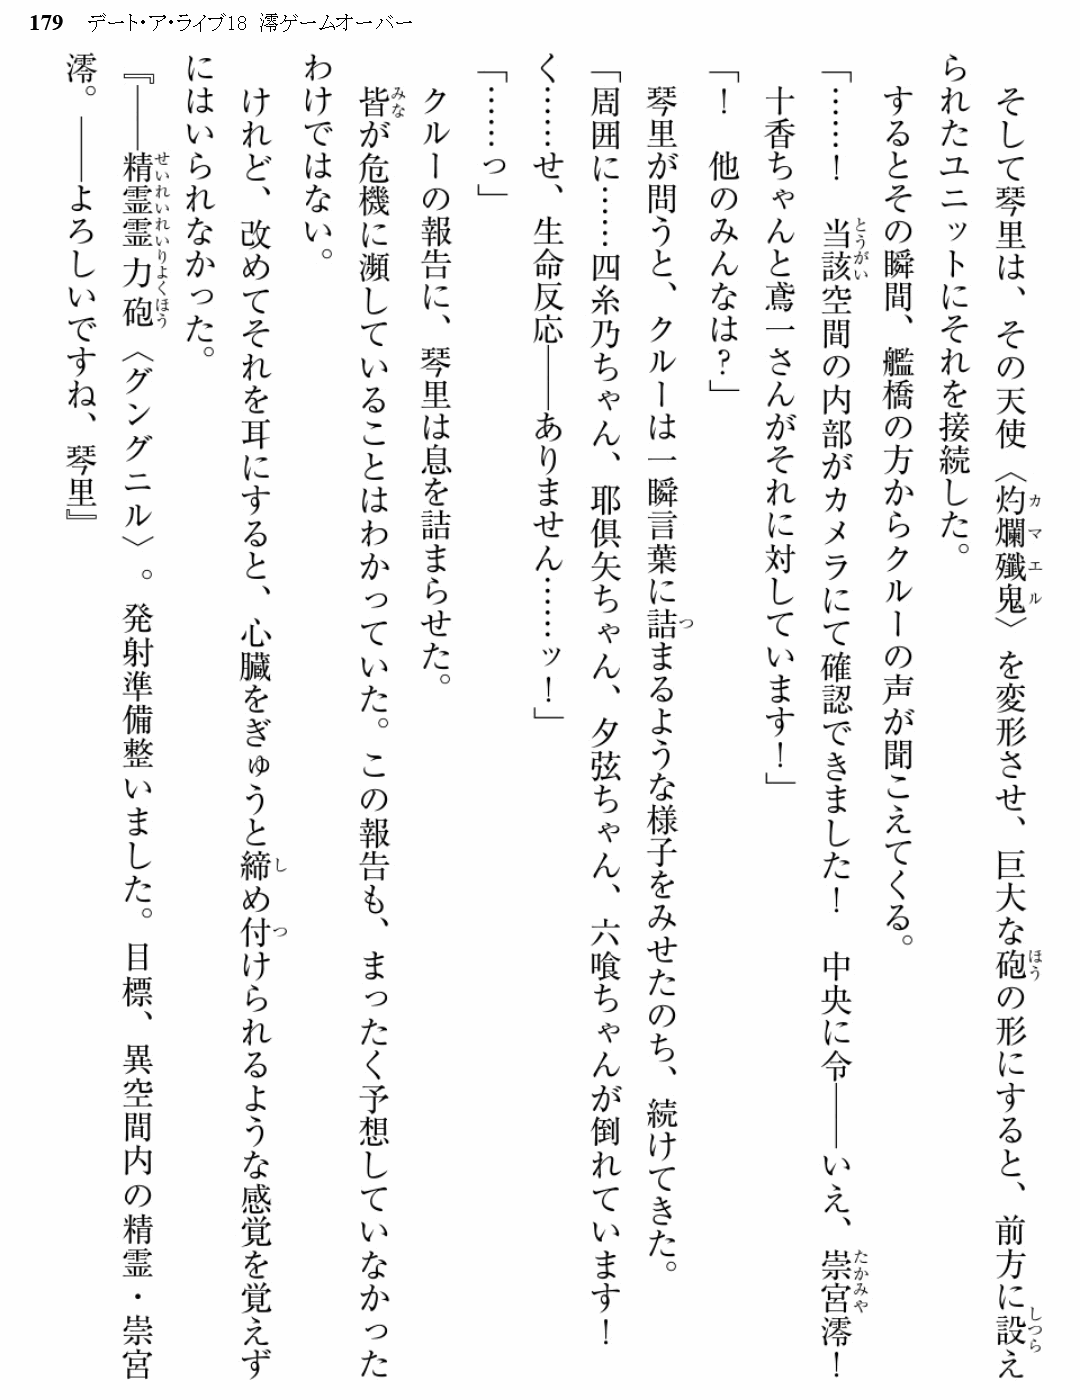 179 デート・ア・ライブ18 澪ゲームオーバー
そして琴里は、その天使〈灼爛殲鬼〉を変形させ、巨大な砲の形にすると、前方に設え
られたユニットにそれを接続した。
するとその瞬間、艦橋の方からクルーの声が聞こえてくる。
「……！　当該空間の内部がカメラにて確認できました！　中央に令――いえ、崇宮澪！
十香ちゃんと鳶一さんがそれに対しています！」
「！　他のみんなは？」
琴里が問うと、クルーは一瞬言葉に詰まるような様子をみせたのち、続けてきた。
「周囲に……四糸乃ちゃん、耶倶矢ちゃん、夕弦ちゃん、六喰ちゃんが倒れています！
く……せ、生命反応――ありません……ッ！」
「……っ」
クルーの報告に、琴里は息を詰まらせた。
皆が危機に瀕していることはわかっていた。この報告も、まったく予想していなかった
わけではない。
けれど、改めてそれを耳にすると、心臓をぎゅうと締め付けられるような感覚を覚えず
にはいられなかった。
『――精霊霊力砲〈グングニル〉。発射準備整いました。目標、異空間内の精霊・崇宮
澪。――よろしいですね、琴里』